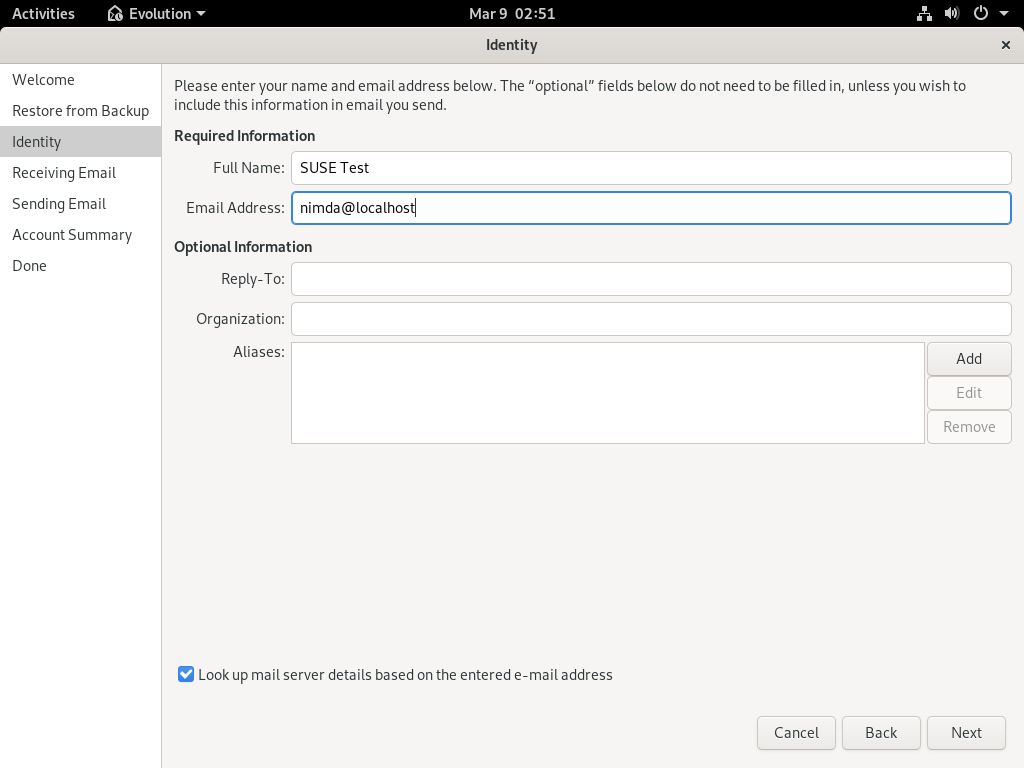 Activities
Evolution
Mar 9 02:51
Identity
Welcome
Restore from Backup
Identity
Receiving Email
Sending Email
Account Summary
Done
Please enter your name and email address below. The “optional” fields below do not need to be filled in, unless you wish to
include this information in email you send.
Required Information
Full Name: SUSE Test
Email Address: nimda@localhost
Optional Information
Reply-To:
Organization:
Aliases:
Add
Edit
Remove
Look up mail server details based on the entered e-mail address
Cancel
Back
Next